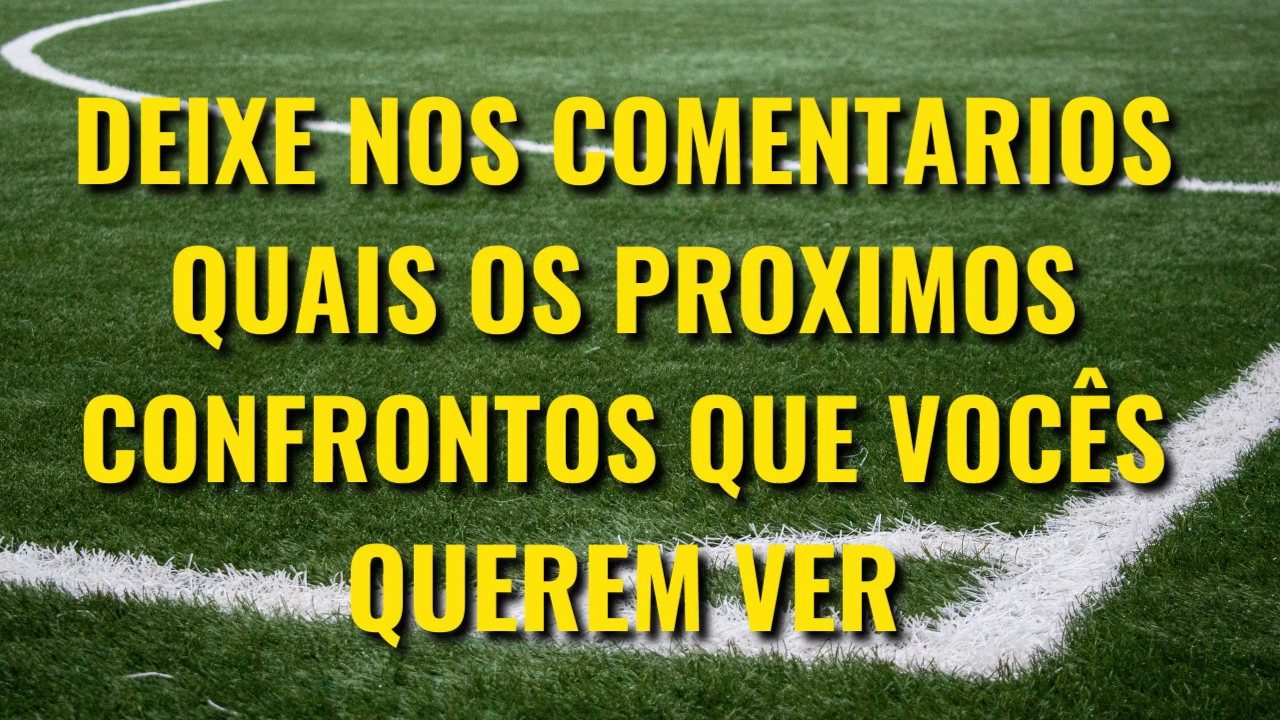 DEIXE NOS COMENTARIOS
QUAIS OS PROXIMOS
CONFRONTOS QUE VOCÊS
QUEREM VER